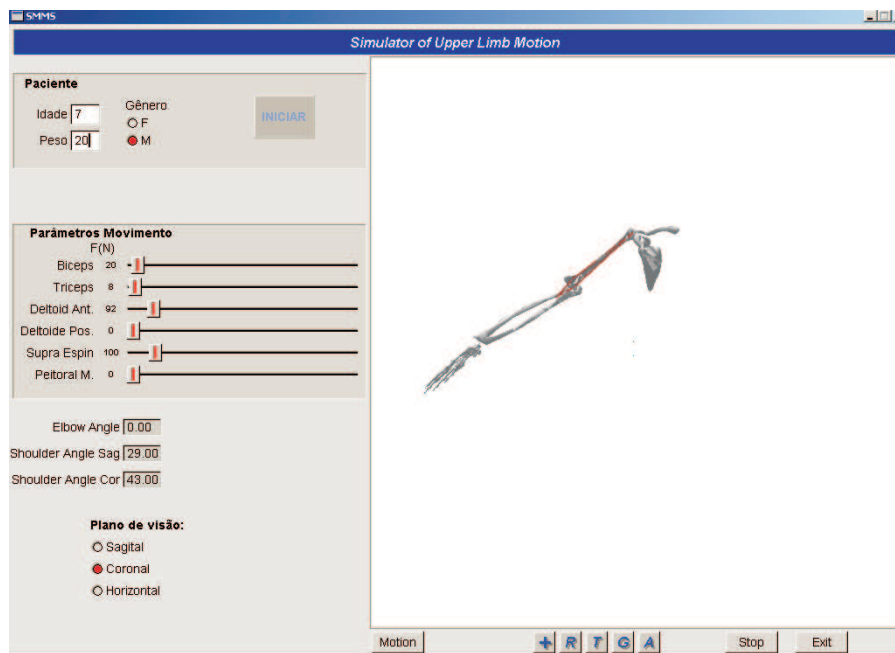 SMMS
Simulator of Upper Limb Motion
Paciente
Idade 7
Peso 20
Gênero
F
M
INICIAR
Parâmetros Movimento
F(N)
Biceps 20
Triceps 8
Deltoid Ant. 92
Deltoide Pos. 0
Supra Espin 100
Peitoral M. 0
Elbow Angle 0.00
Shoulder Angle Sag 29.00
Shoulder Angle Cor 43.00
Plano de visão:
Sagital
Coronal
Horizontal
Motion + R T G A Stop Exit